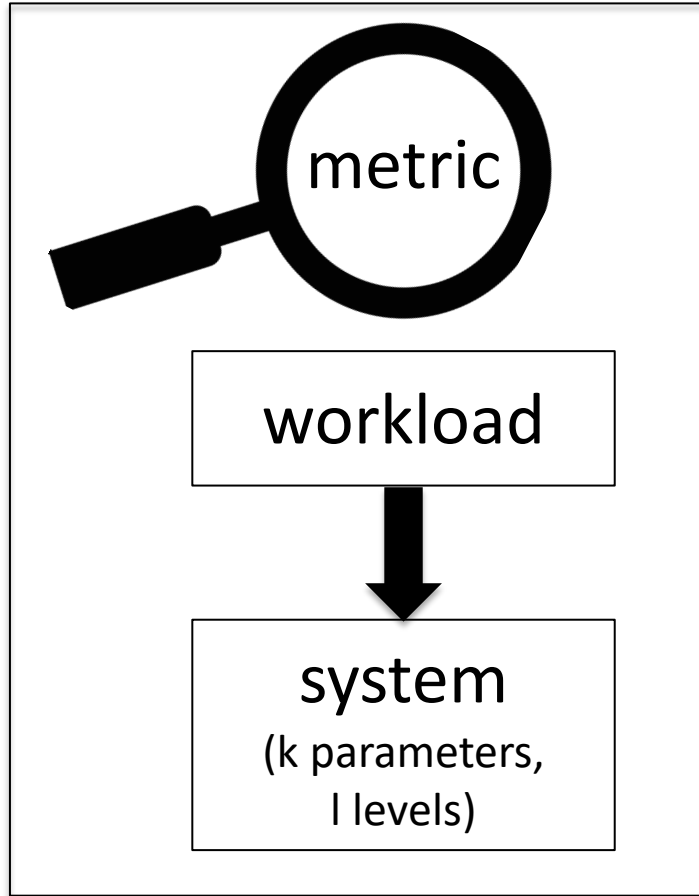 metric
workload
system
(k parameters,
l levels)